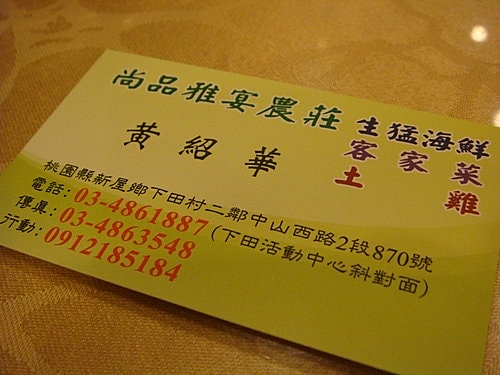 尚品雅宴農莊
生猛海鮮
客家菜
土雞
黃紹華
桃園縣新屋鄉下田村二鄰中山西路2段870號
電話:03-4861887(下田活動中心斜對面)
傳真:03-4863548
行動:0912185184